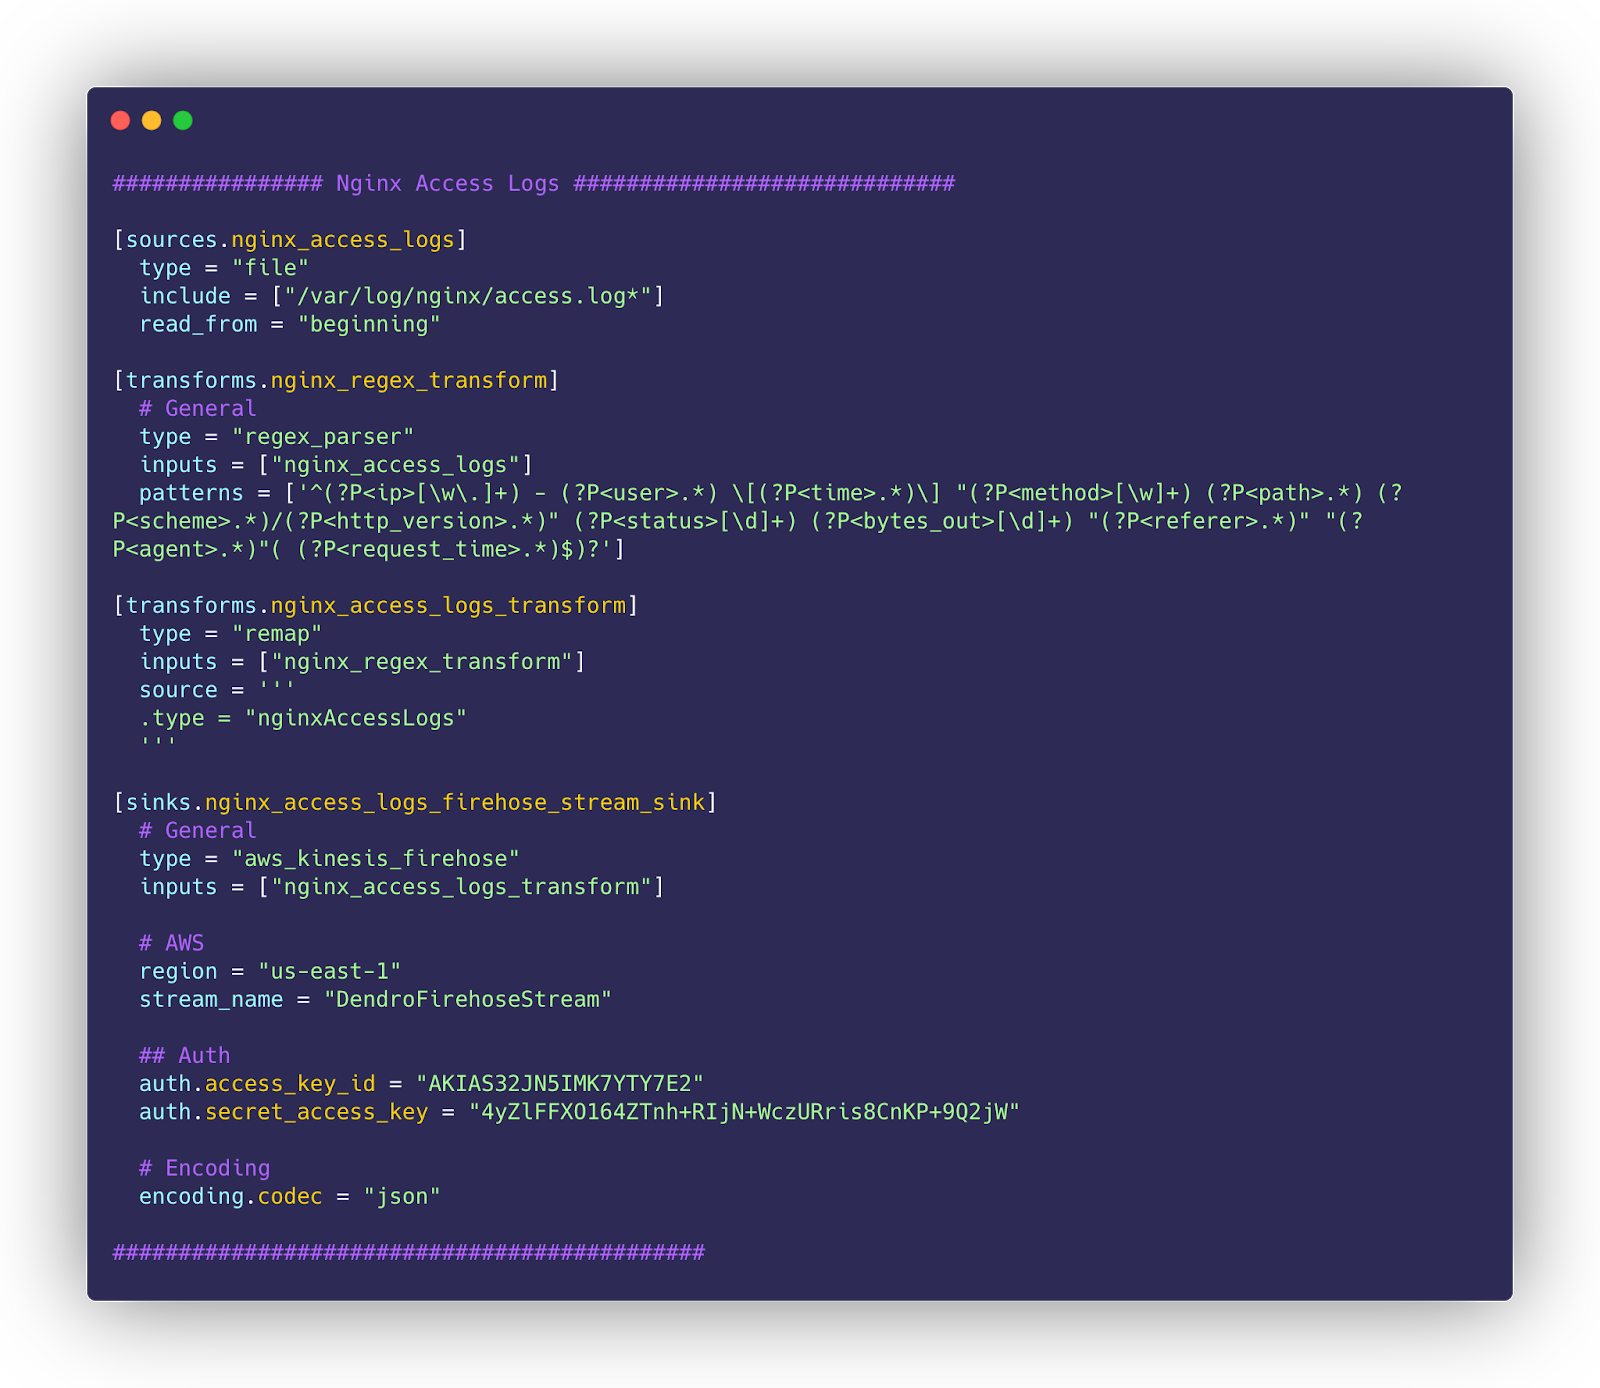 ################ Nginx Access Logs #############################
[sources.nginx_access_logs]
type = "file"
include = ["/var/log/nginx/access.log*"]
read_from = "beginning"
[transforms.nginx_regex_transform]
# General
type = "regex_parser"
inputs = ["nginx_access_logs"]
patterns = ['^(?P<ip>[\w\.]+) - (?P<user>.*) \[(?P<time>.*)\] "(?P<method>[\w]+) (?P<path>.*) (?
P<scheme>.*)/(?P<http_version>.*)" (?P<status>[\d]+) (?P<bytes_out>[\d]+) "(?P<referer>.*)" "(?
P<agent>.*)"( (?P<request_time>.*)$)?']
[transforms.nginx_access_logs_transform]
type = "remap"
inputs = ["nginx_regex_transform"]
source = '''
.type = "nginxAccessLogs"
'''
[sinks.nginx_access_logs_firehose_stream_sink]
# General
type = "aws_kinesis_firehose"
inputs = ["nginx_access_logs_transform"]
# AWS
region = "us-east-1"
stream_name = "DendroFirehoseStream"
## Auth
auth.access_key_id = "AKIAS32JN5IMK7YTY7E2"
auth.secret_access_key = "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"
# Encoding
encoding.codec = "json"
#############################################